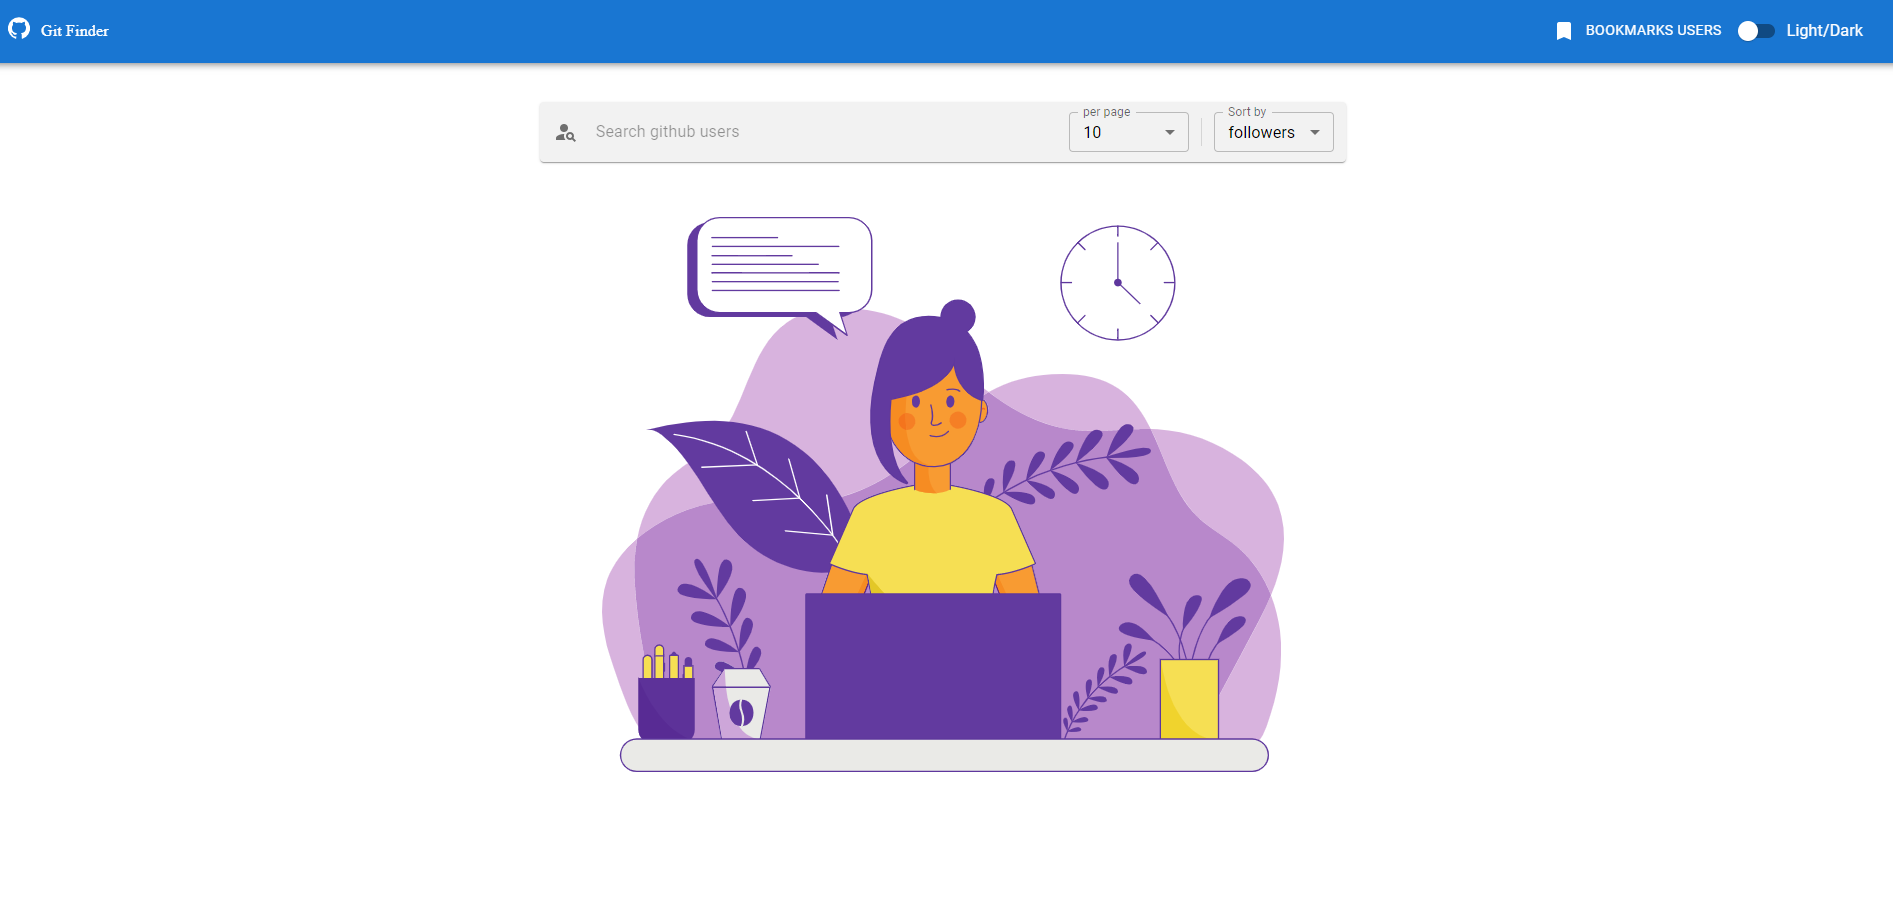 Git Finder
BOOKMARKS USERS
Light/Dark
Search github users
per page
10
Sort by
followers